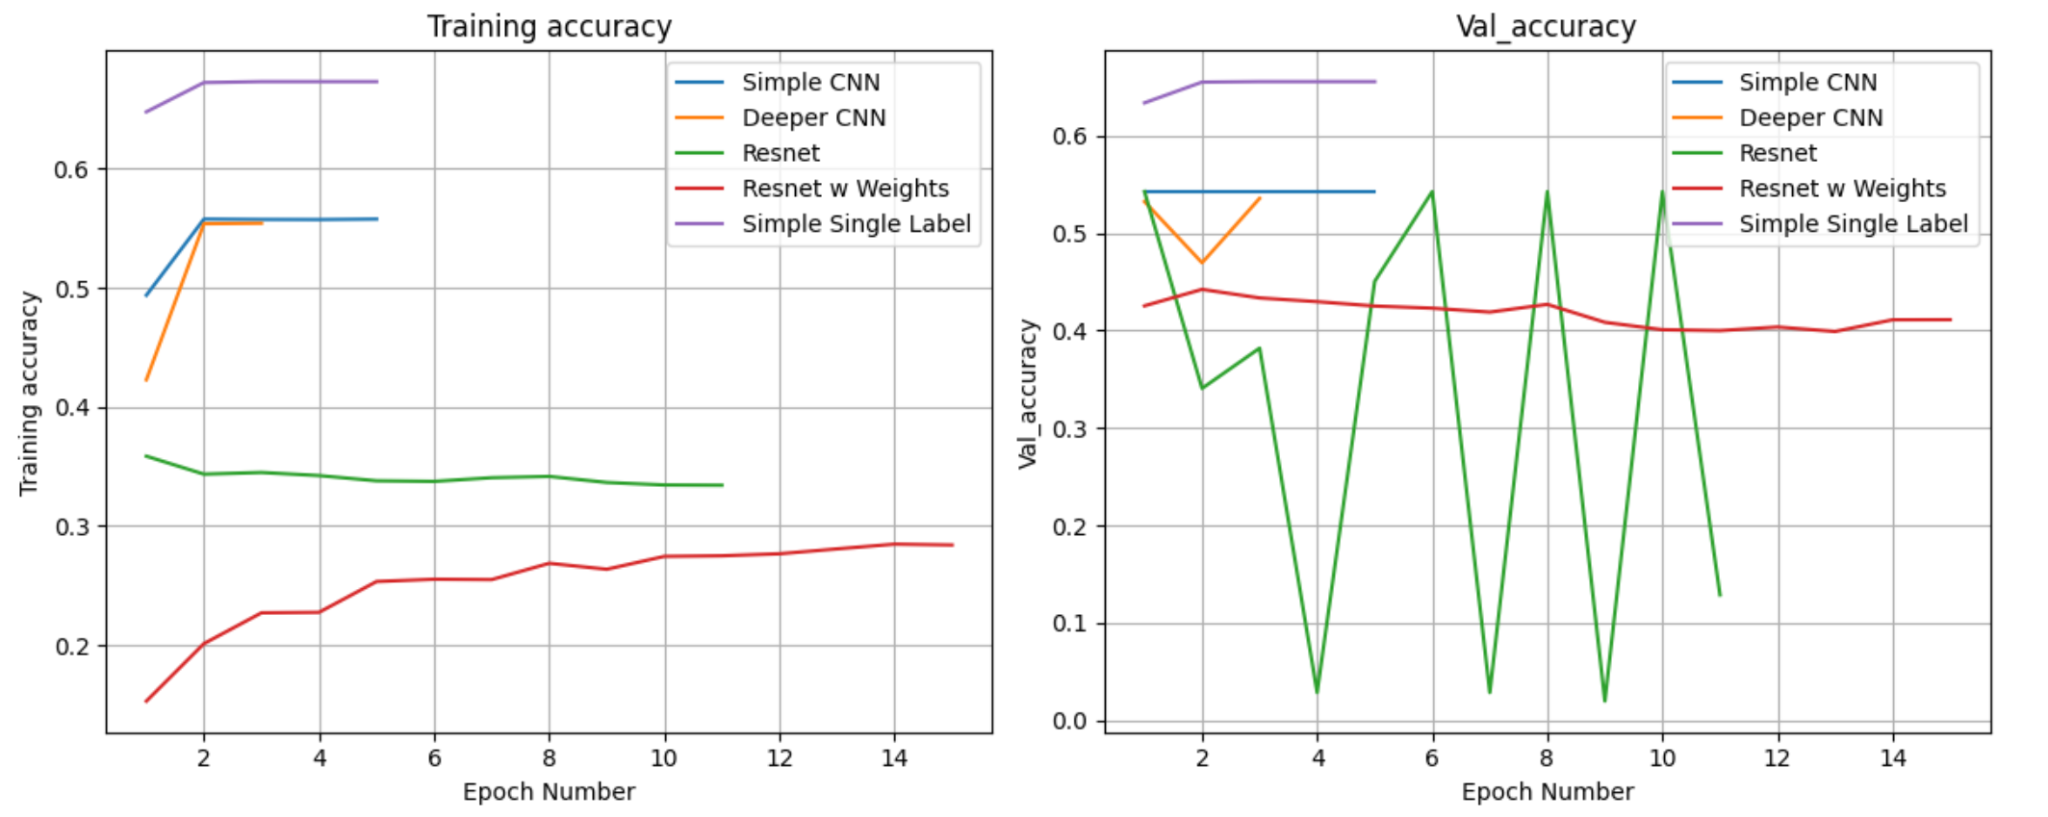 Training accuracy
Simple CNN
Deeper CNN
Resnet
Resnet w Weights
Simple Single Label
Training accuracy
0.6
0.5
0.4
0.3
0.2
2 4 6 8 10 12 14
Epoch Number
Val_accuracy
Simple CNN
Deeper CNN
Resnet
Resnet w Weights
Simple Single Label
Val_accuracy
0.6
0.5
0.4
0.3
0.2
0.1
0.0
2 4 6 8 10 12 14
Epoch Number